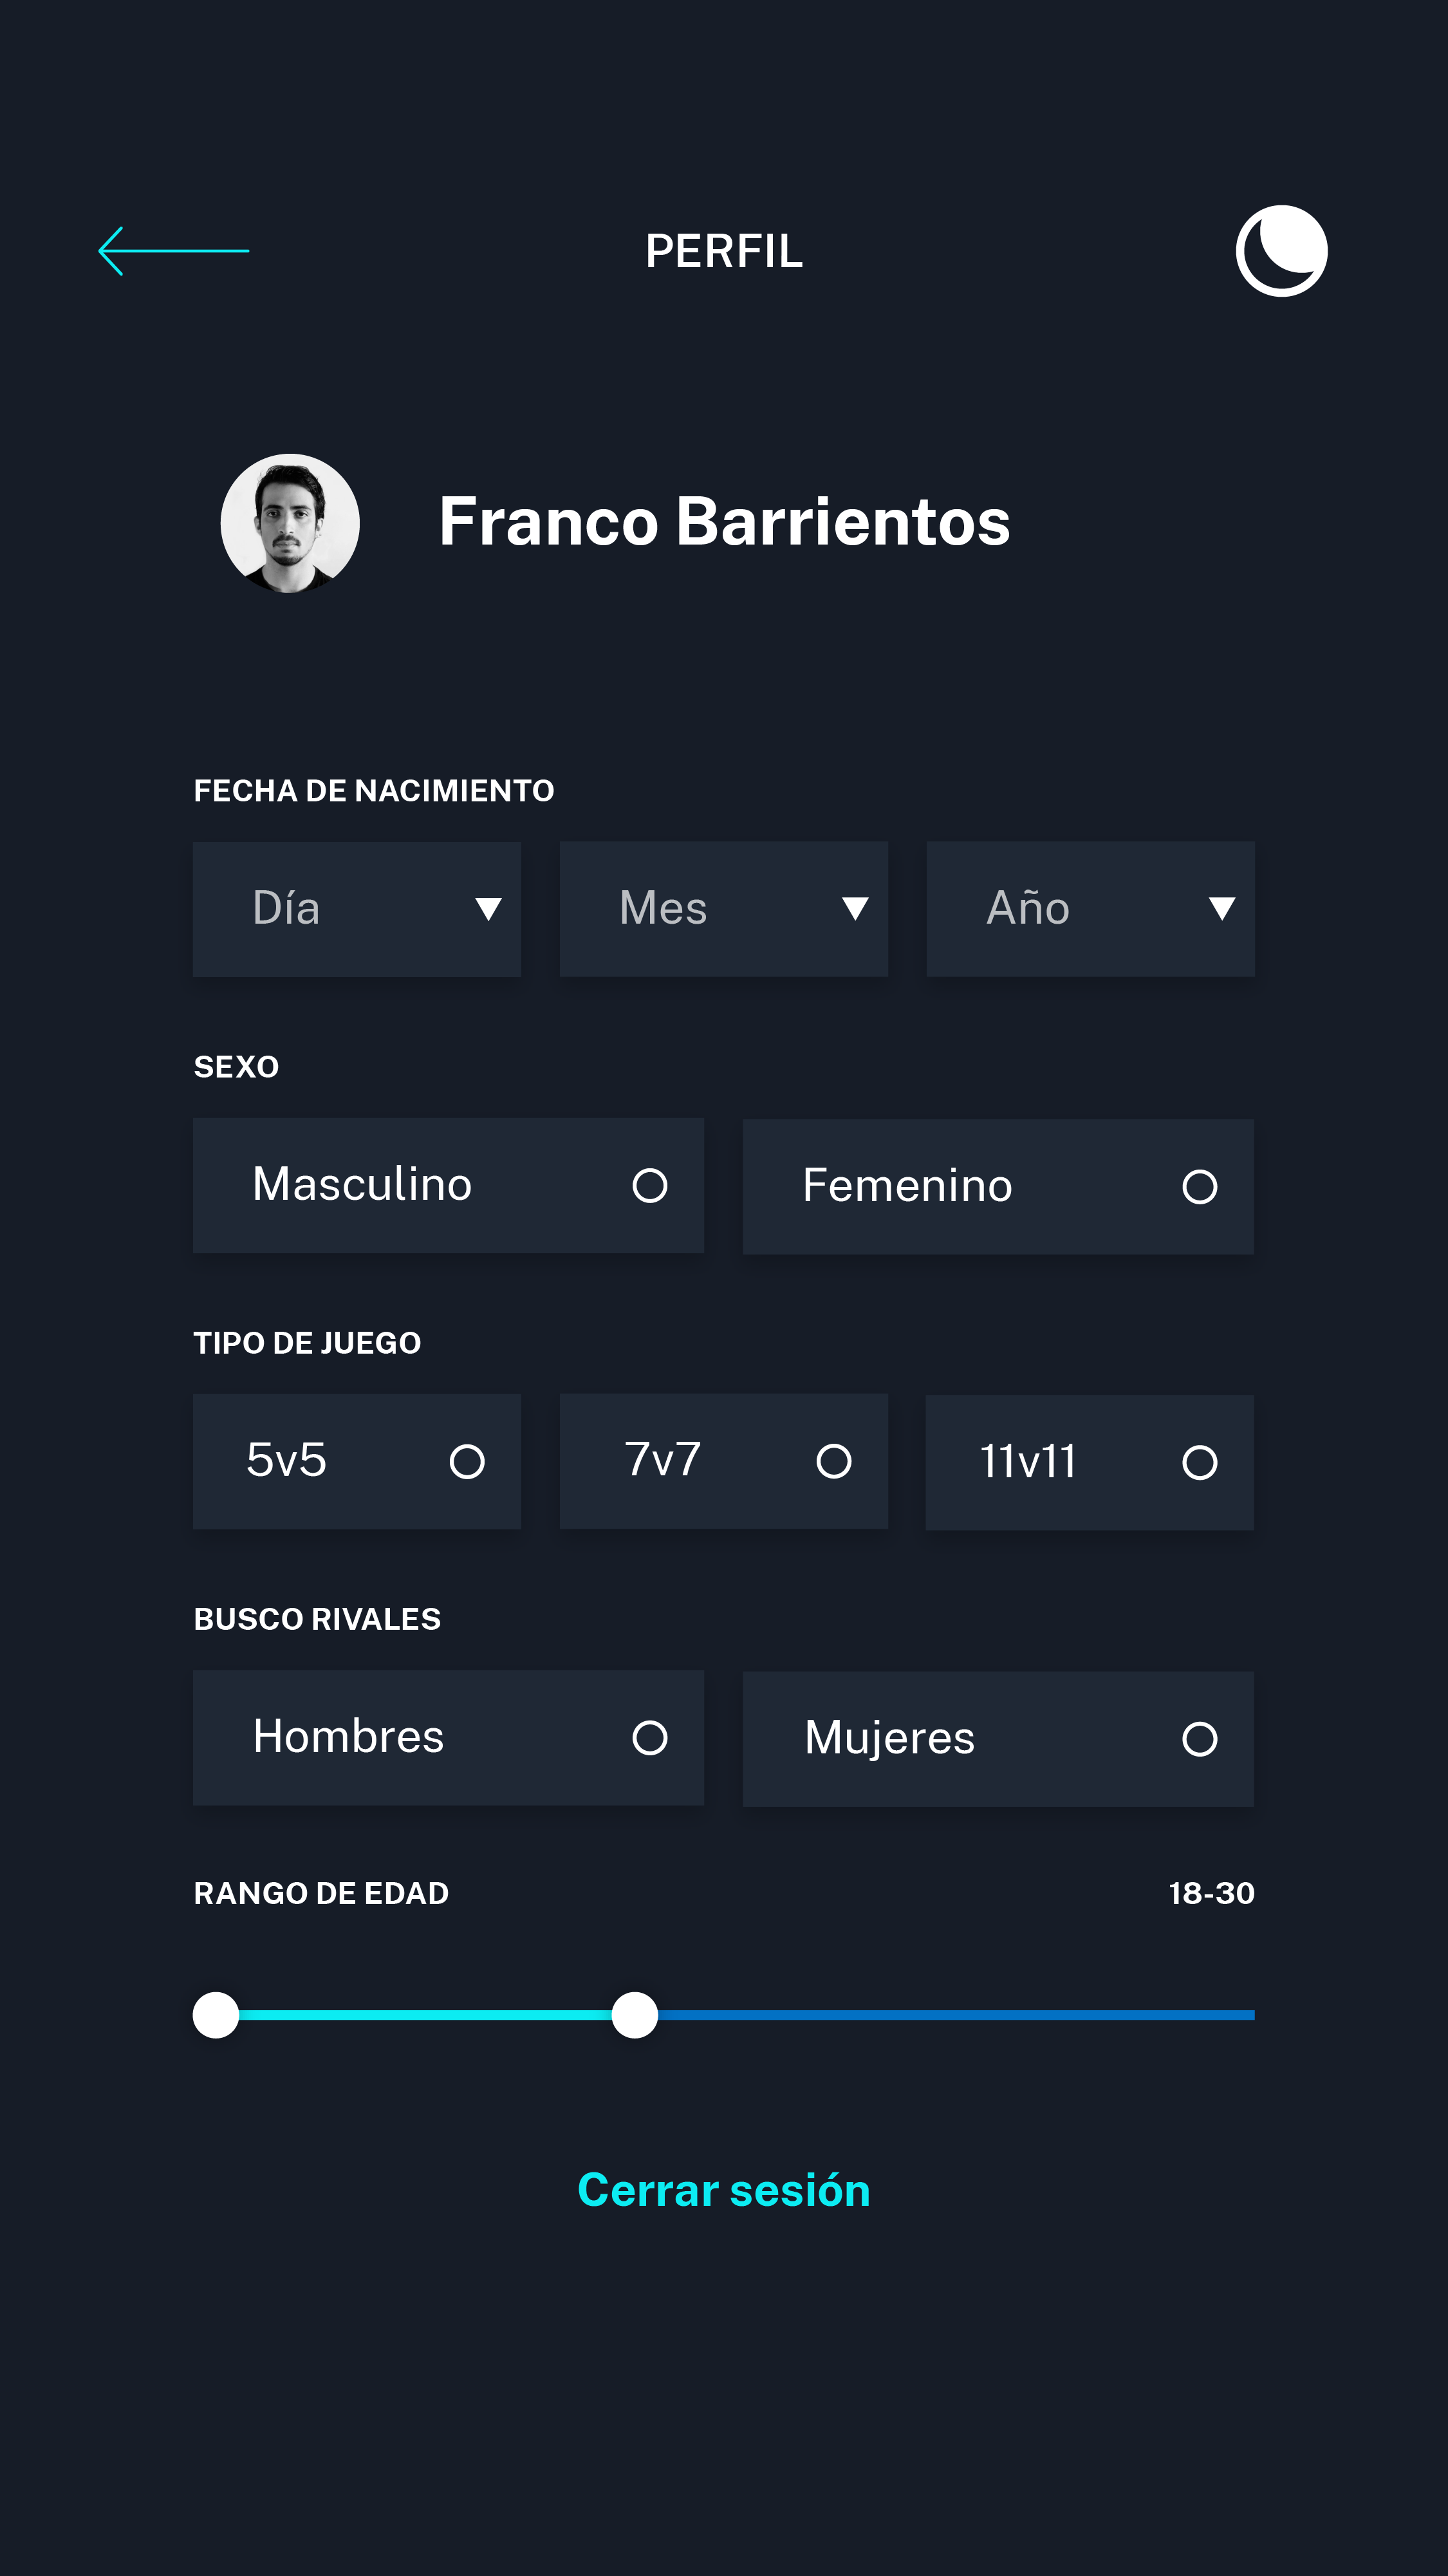 PERFIL
Franco Barrientos
FECHA DE NACIMIENTO
Día Mes Año
SEXO
Masculino Femenino
TIPO DE JUEGO
5v5 7v7 11v11
BUSCO RIVALES
Hombres Mujeres
RANGO DE EDAD 18-30
Cerrar sesión